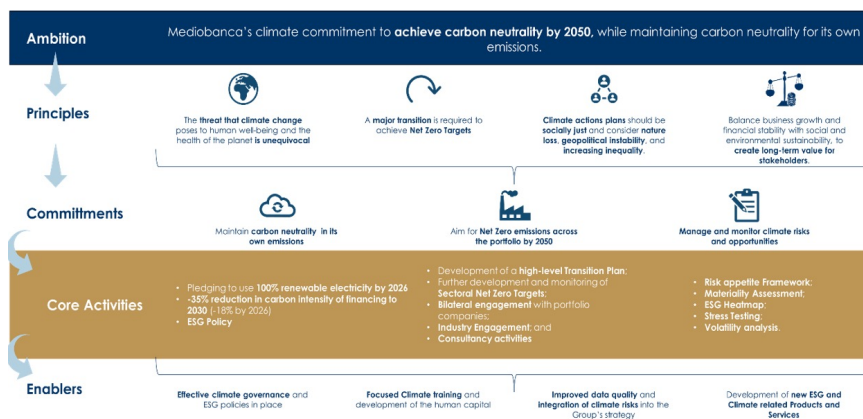 Ambition
Mediobanca's climate commitment to achieve carbon neutrality by 2050, while maintaining carbon neutrality for its own
emissions.
Principles
The threat that climate change
poses to human well-being and the
health of the planet is unequivocal
A major transition is required to
achieve Net Zero Targets
Climate actions plans should be
socially just and consider nature
loss, geopolitical instability, and
increasing inequality.
Balance business growth and
financial stability with social and
environmental sustainability, to
create long-term value for
stakeholders.
Committments
Maintain carbon neutrality in its
own emissions
Aim for Net Zero emissions across
the portfolio by 2050
Manage and monitor climate risks
and opportunities
Core Activities
• Pledging to use 100% renewable electricity by 2026
• -35% reduction in carbon intensity of financing to
2030 (-18% by 2026)
• ESG Policy
• Development of a high-level Transition Plan;
• Further development and monitoring of
Sectoral Net Zero Targets;
• Bilateral engagement with portfolio
companies;
• Industry Engagement; and
• Consultancy activities
• Risk appetite Framework;
• Materiality Assessment;
• ESG Heatmap;
• Stress Testing;
• Volatility analysis.
Enablers
Effective climate governance and
ESG policies in place
Focused Climate training and
development of the human capital
Improved data quality and
integration of climate risks into the
Group's strategy
Development of new ESG and
Climate related Products and
Services